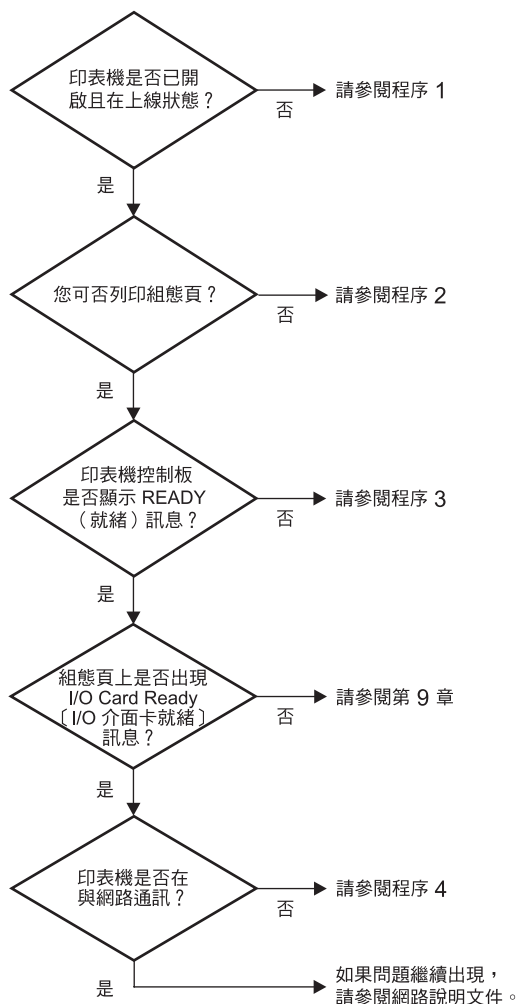 印表機是否已開
啟且在上線狀態？
否
請參閱程序 1
是
您可否列印組態頁？
否
請參閱程序 2
是
印表機控制板
是否顯示 READY
（就緒）訊息？
否
請參閱程序 3
是
組態頁上是否出現
I/O Card Ready
〔I/O 介面卡就緒〕
訊息？
否
請參閱第 9 章
是
印表機是否在
與網路通訊？
否
請參閱程序 4
是
如果問題繼續出現，
請參閱網路說明文件。